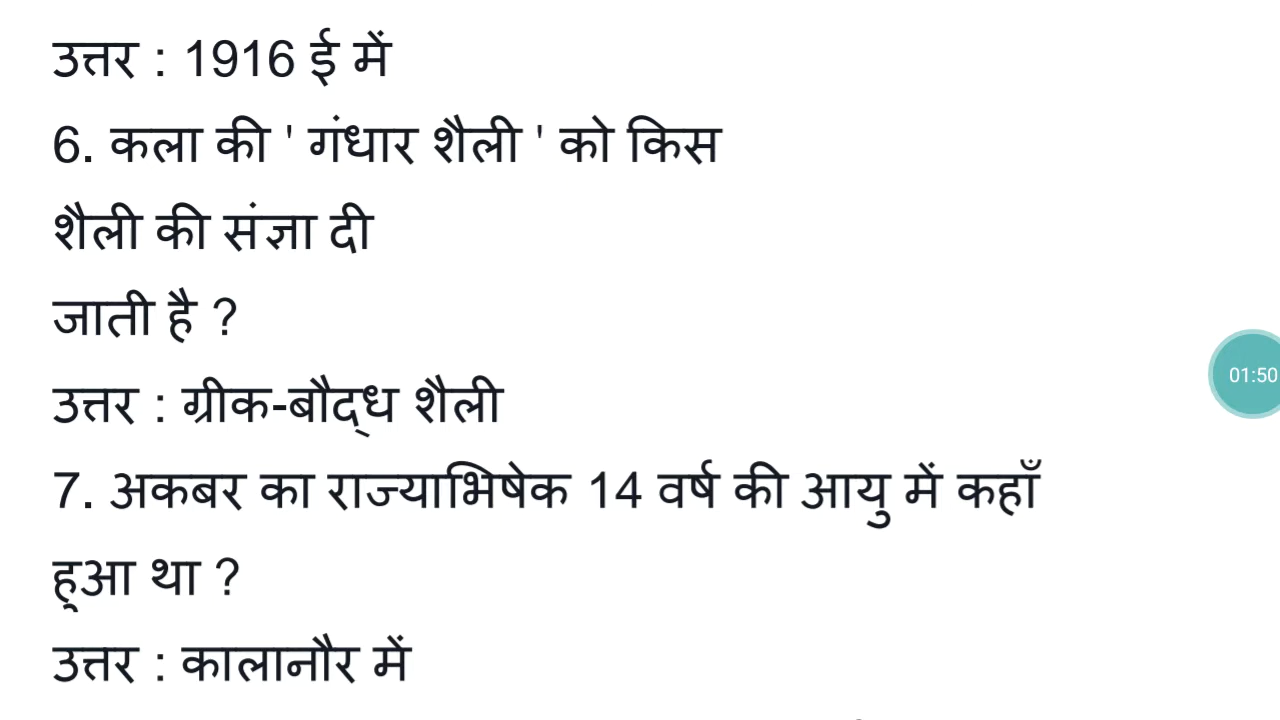 उत्तर : 1916 ई में
6. कला की ' गंधार शैली ' को किस
शैली की संज्ञा दी
जाती है ?
उत्तर : ग्रीक-बौद्ध शैली
7. अकबर का राज्याभिषेक 14 वर्ष की आयु में कहाँ
हुआ था ?
उत्तर : कालानौर में
01:50